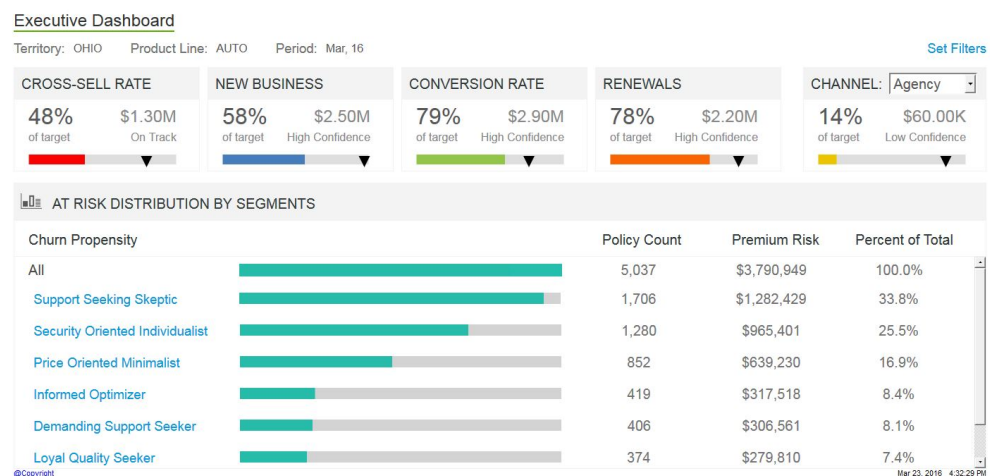 Executive Dashboard
Territory: OHIO Product Line: AUTO Period: Mar, 16 Set Filters
CROSS-SELL RATE NEW BUSINESS CONVERSION RATE RENEWALS CHANNEL: Agency
48% $1.30M 58% $2.50M 79% $2.90M 78% $2.20M 14% $60.00K
of target On Track of target High Confidence of target High Confidence of target High Confidence of target Low Confidence
AT RISK DISTRIBUTION BY SEGMENTS
Churn Propensity Policy Count Premium Risk Percent of Total
All 5,037 $3,790,949 100.0%
Support Seeking Skeptic 1,706 $1,282,429 33.8%
Security Oriented Individualist 1,280 $965,401 25.5%
Price Oriented Minimalist 852 $639,230 16.9%
Informed Optimizer 419 $317,518 8.4%
Demanding Support Seeker 406 $306,561 8.1%
Loyal Quality Seeker 374 $279,810 7.4%
@Copyright Mar 23, 2016 4:32:29 PM